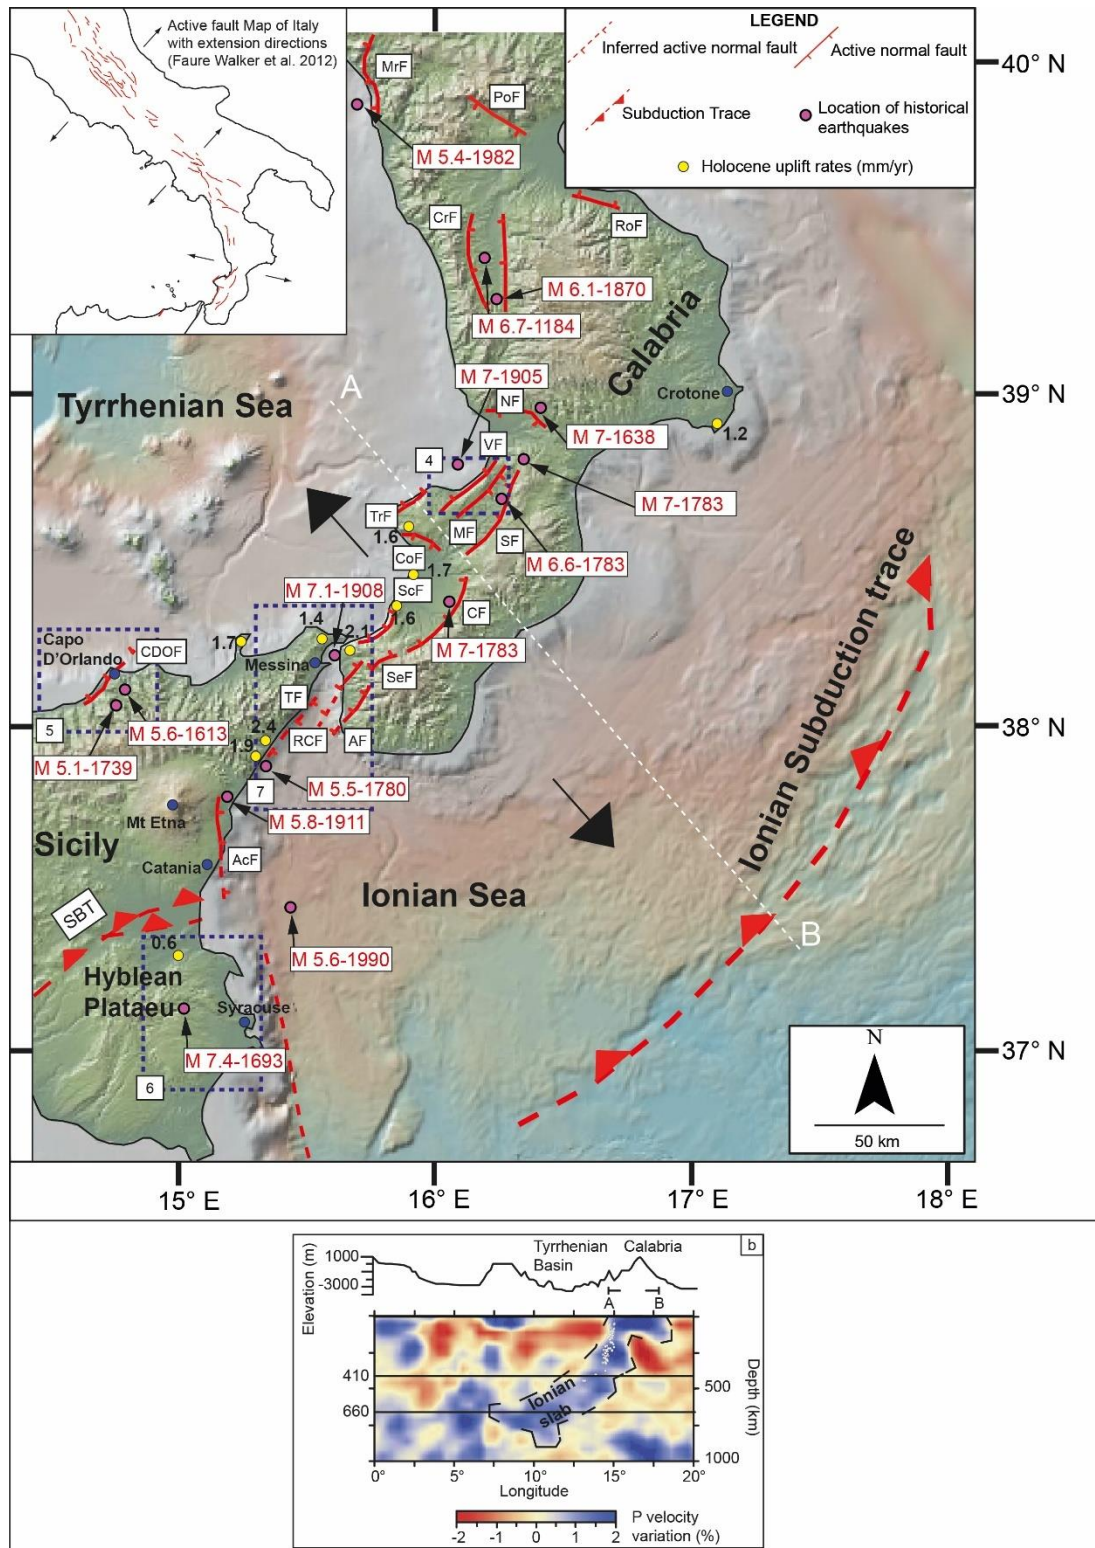 Active fault Map of Italy
with extension directions
(Faure Walker et al. 2012)
LEGEND
Inferred active normal fault
Active normal fault
Subduction Trace
Location of historical
earthquakes
Holocene uplift rates (mm/yr)
40° N
39° N
38° N
37° N
MrF
PoF
M 5.4-1982
CrF
RoF
M 6.1-1870
M 6.7-1184
Calabria
M 7-1905
A
Tyrrhenian Sea
NF
Crotone
1.2
M 7-1638
VF
4
M 7-1783
TrF
1.6
MF
SF
CoF
1.7
M 6.6-1783
M 7.1-1908
ScF
1.6
CF
1.4
2.1
M 7-1783
1.7
Capo
D'Orlando
CDOF
Messina
SeF
TF
5
M 5.6-1613
2.4
RCF
AF
1.9
M 5.1-1739
7
M 5.5-1780
Mt Etna
M 5.8-1911
Sicily
AcF
Catania
Ionian Sea
Ionian Subduction trace
SBT
B
0.6
M 5.6-1990
Hyblean
Plataeu
Syracuse
M 7.4-1693
6
N
50 km
15° E
16° E
17° E
18° E
b
Tyrrhenian
Basin
Calabria
Elevation (m)
1000
-3000
A
B
410
660
Ionian
slab
500
1000
Depth (km)
0°
5°
10°
15°
20°
Longitude
-2
-1
0
1
2
P velocity
variation (%)